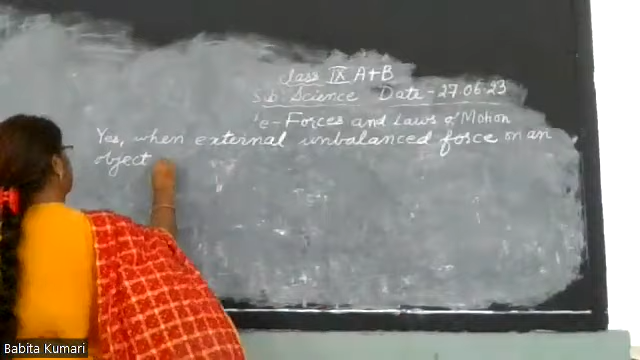 Class IX A+B
Sub: Science Date - 27.06.23
e - Forces and Laws of Motion
Yes, when external unbalanced force on an
object
Babita Kumari